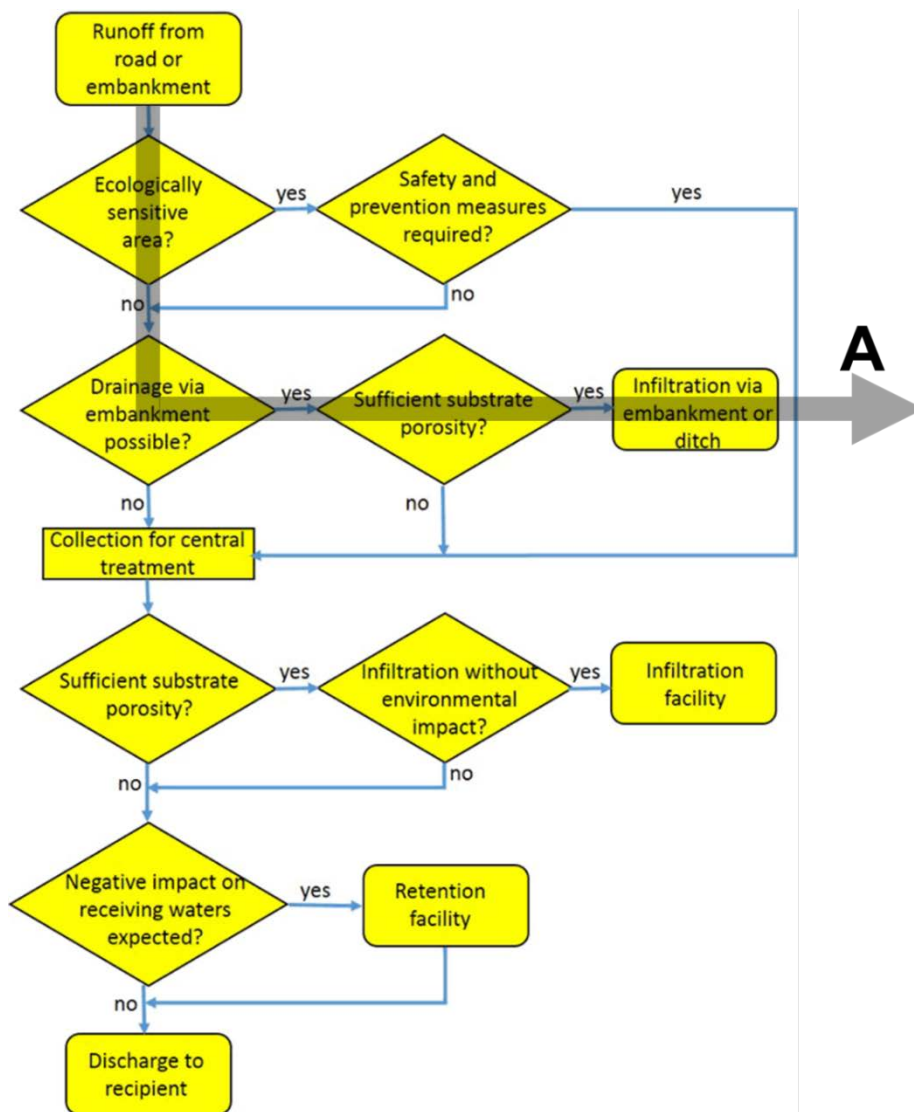 Runoff from
road or
embankment
Ecologically
sensitive
area?
yes
Safety and
prevention measures
required?
yes
no
no
A
Drainage via
embankment
possible?
yes
Sufficient substrate
porosity?
yes
Infiltration via
embankment or
ditch
no
no
Collection for central
treatment
Sufficient substrate
porosity?
yes
Infiltration without
environmental
impact?
yes
Infiltration
facility
no
no
Negative impact on
receiving waters
expected?
yes
Retention
facility
no
Discharge to
recipient